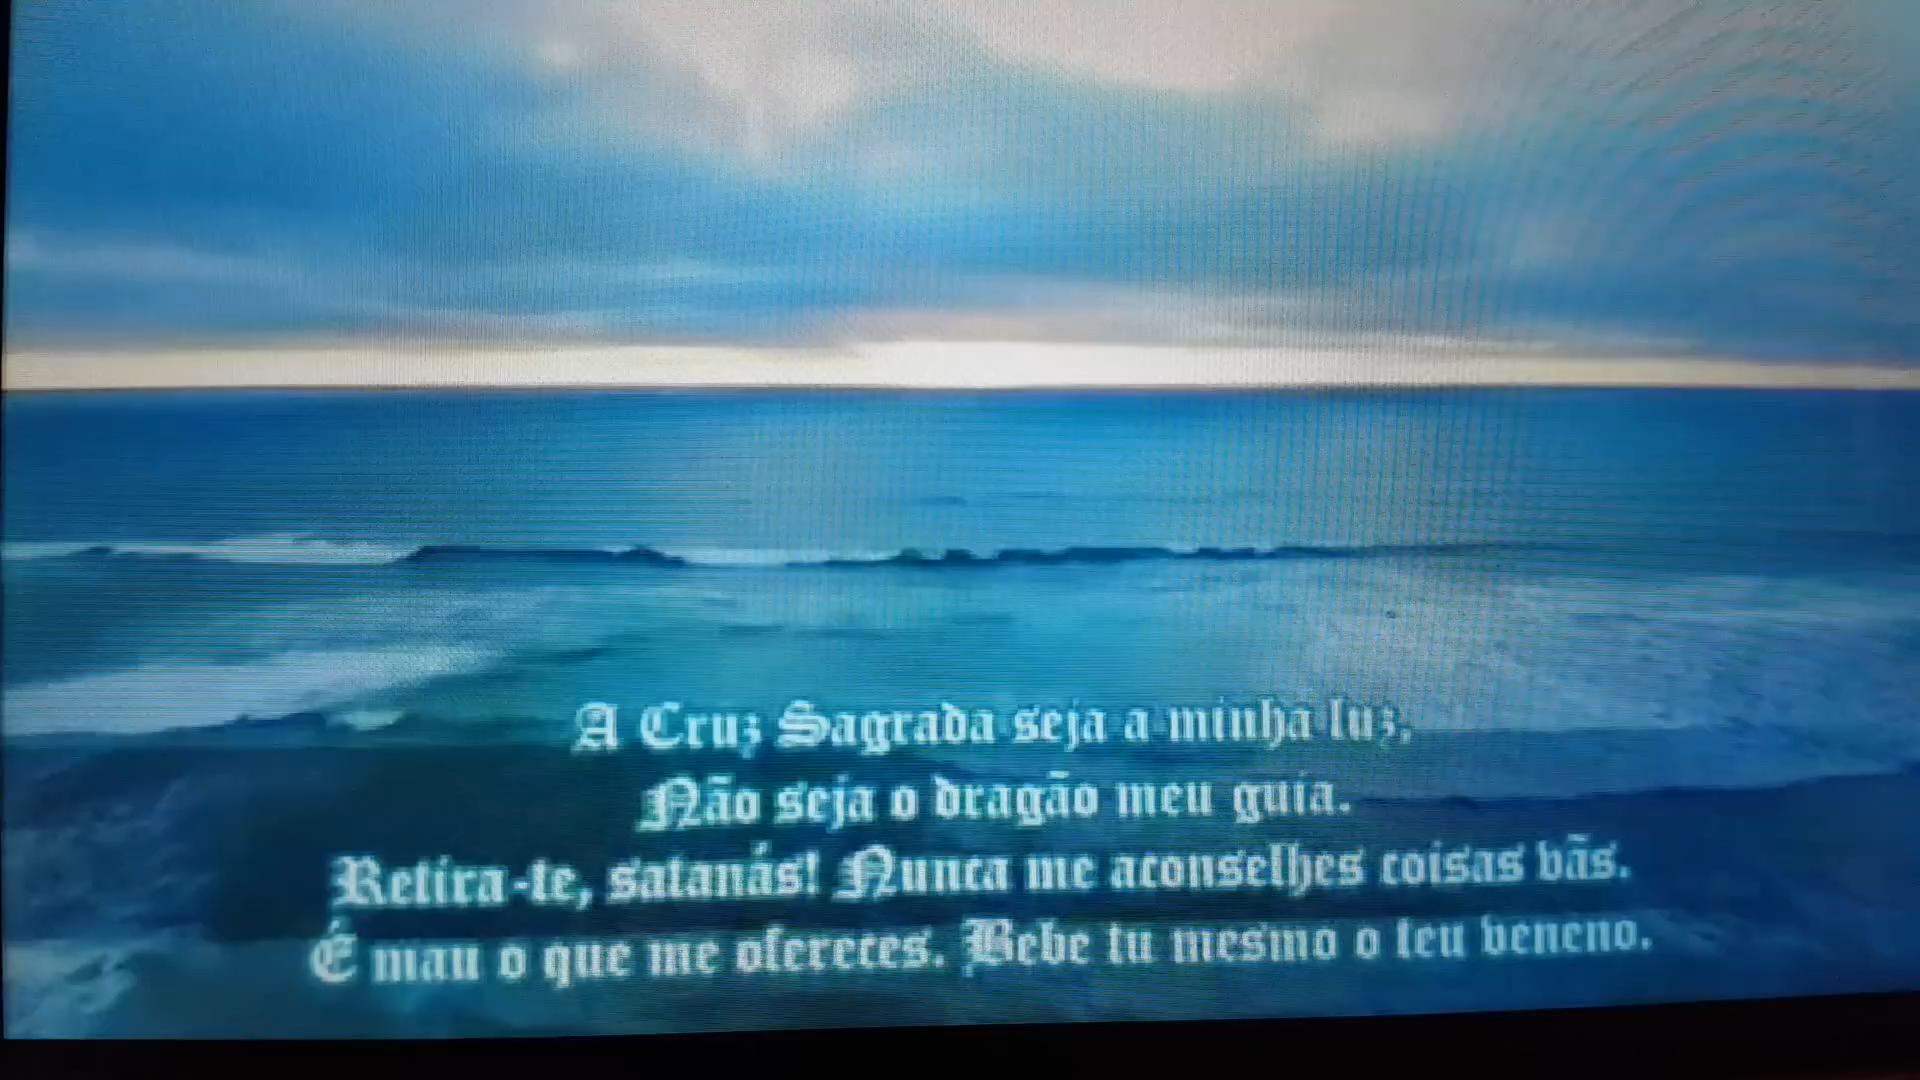 A Cruz Sagrada seja a minha luz,
Não seja o dragão meu guia.
Retira-te, satanás! Nunca me aconselhes coisas vãs.
É mau o que me ofereces. Bebe tu mesmo o teu veneno.